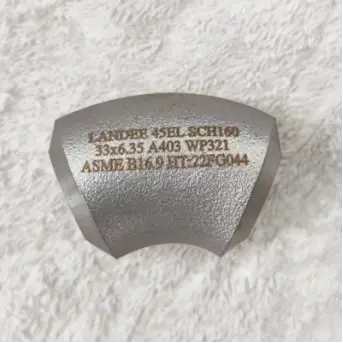 LANDEE 45EL SCH160
33x6.35 A403 WP321
ASME B16.9 HT:22FG044